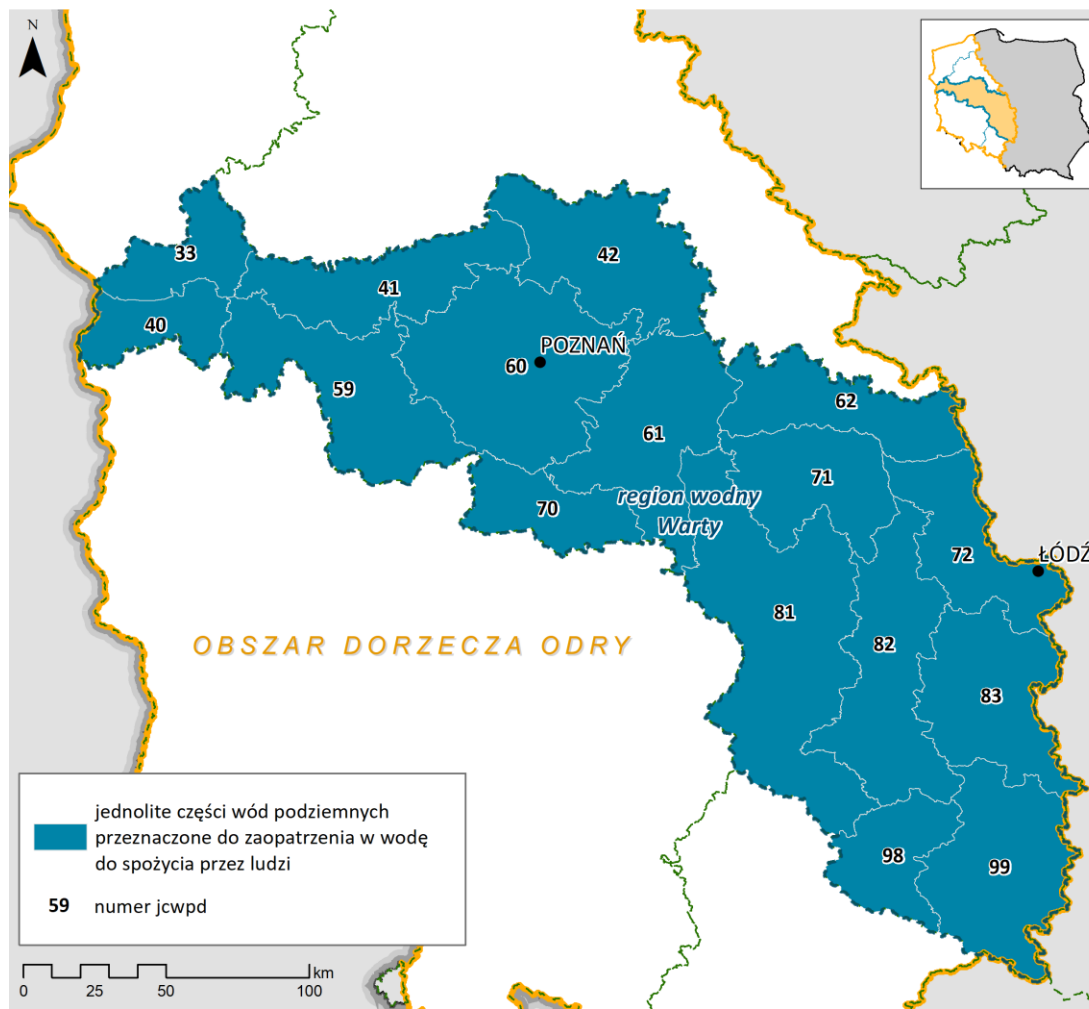 N
33
42
41
40
POZNAŃ
60
59
62
61
71
region wodny
Warty
70
ŁÓDŹ
72
81
OBSZAR DORZECZA ODRY
82
83
jednolite części wód podziemnych
przeznaczone do zaopatrzenia w wodę
do spożycia przez ludzi
98
99
59 numer jcwpd
km
0 25 50 100